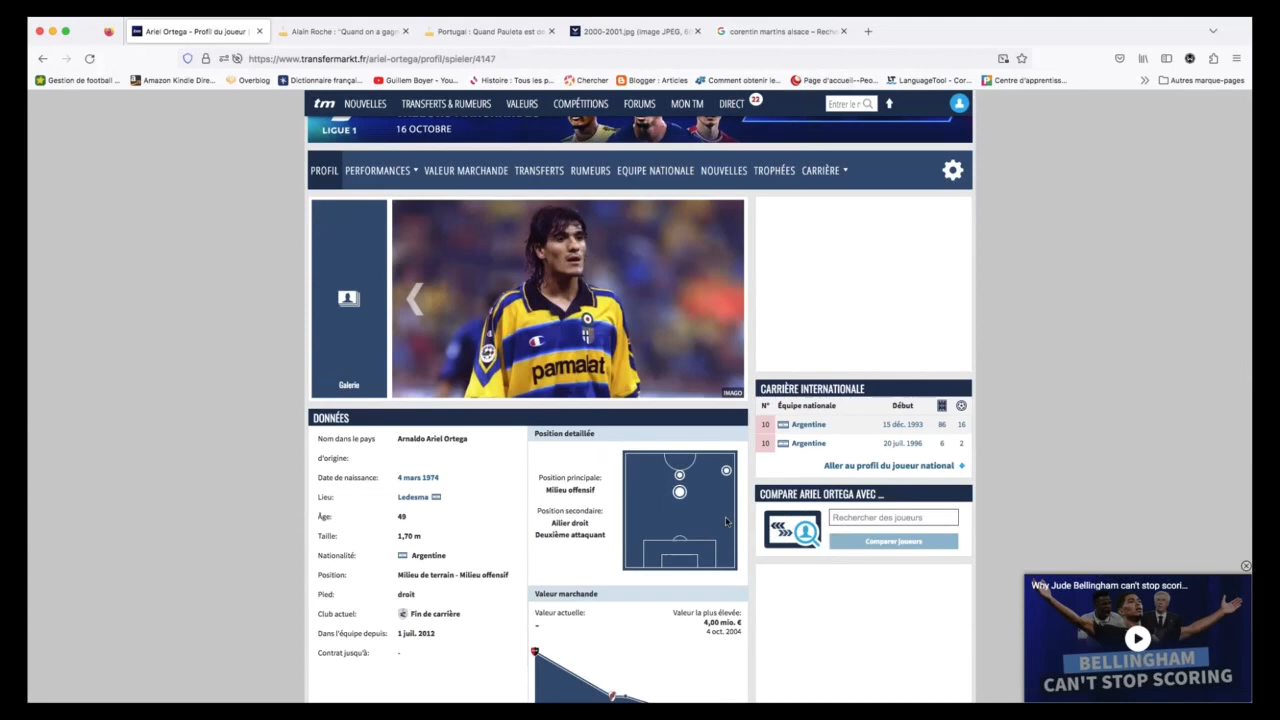 Ariel Ortega - Profil du joueur
Alain Roche : "Quand on a gagn
Portugal : Quand Pauleta est de
2000-2001.jpg (image JPEG, 6
corentin martins alsace – Rech
https://www.transfermarkt.fr/ariel-ortega/profil/spieler/4147
Gestion de football ...
Amazon Kindle Dire...
Overblog
Dictionnaire françai...
Guillem Boyer - You...
Histoire : Tous les p...
Chercher
Blogger : Articles
Comment obtenir le...
Page d'accueil--Peo...
LanguageTool - Cor...
Centre d'apprentiss...
Autres marque-pages
tm NOUVELLES TRANSFERTS & RUMEURS VALEURS COMPÉTITIONS FORUMS MON TM DIRECT 22
Entrer le r
LIGUE 1
16 OCTOBRE
PROFIL PERFORMANCES VALEUR MARCHANDE TRANSFERTS RUMEURS EQUIPE NATIONALE NOUVELLES TROPHÉES CARRIÈRE
Galerie
parmalat
IMAGO
DONNÉES
Nom dans le pays d'origine: Arnaldo Ariel Ortega
Date de naissance: 4 mars 1974
Lieu: Ledesma
Âge: 49
Taille: 1,70 m
Nationalité: Argentine
Position: Milieu de terrain - Milieu offensif
Pied: droit
Club actuel: Fin de carrière
Dans l'équipe depuis: 1 juil. 2012
Contrat jusqu'à: -
Position detaillée
Position principale:
Milieu offensif
Position secondaire:
Ailier droit
Deuxième attaquant
Valeur marchande
Valeur actuelle:
-
Valeur la plus élevée:
4,00 mio. €
4 oct. 2004
CARRIÈRE INTERNATIONALE
N° Équipe nationale Début
10 Argentine 15 déc. 1993 86 16
10 Argentine 20 juil. 1996 6 2
Aller au profil du joueur national
COMPARE ARIEL ORTEGA AVEC ...
Rechercher des joueurs
Comparer joueurs
Why Jude Bellingham can't stop scori...
BELLINGHAM
CAN'T STOP SCORING